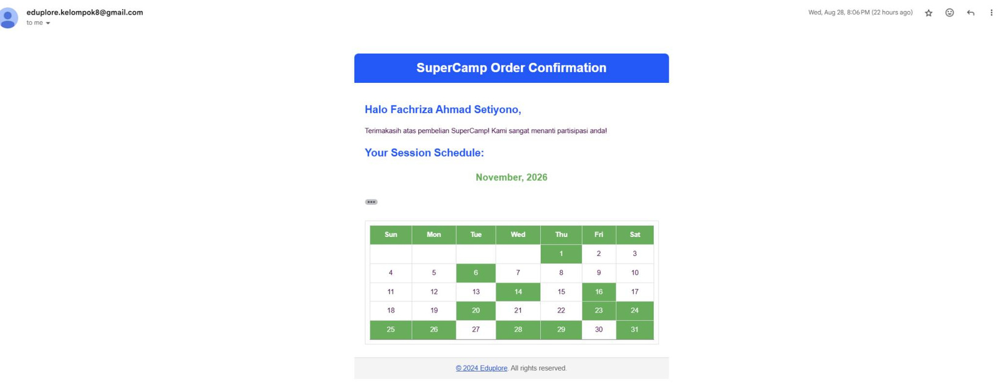 eduplore.kelompok8@gmail.com
Wed, Aug 28, 8:06 PM (22 hours ago)
to me
SuperCamp Order Confirmation
Halo Fachriza Ahmad Setiyono,
Terimakasih atas pembelian SuperCamp! Kami sangat menanti partisipasi anda!
Your Session Schedule:
November, 2026
Sun Mon Tue Wed Thu Fri Sat
1 2 3
4 5 6 7 8 9 10
11 12 13 14 15 16 17
18 19 20 21 22 23 24
25 26 27 28 29 30 31
© 2024 Eduplore. All rights reserved.